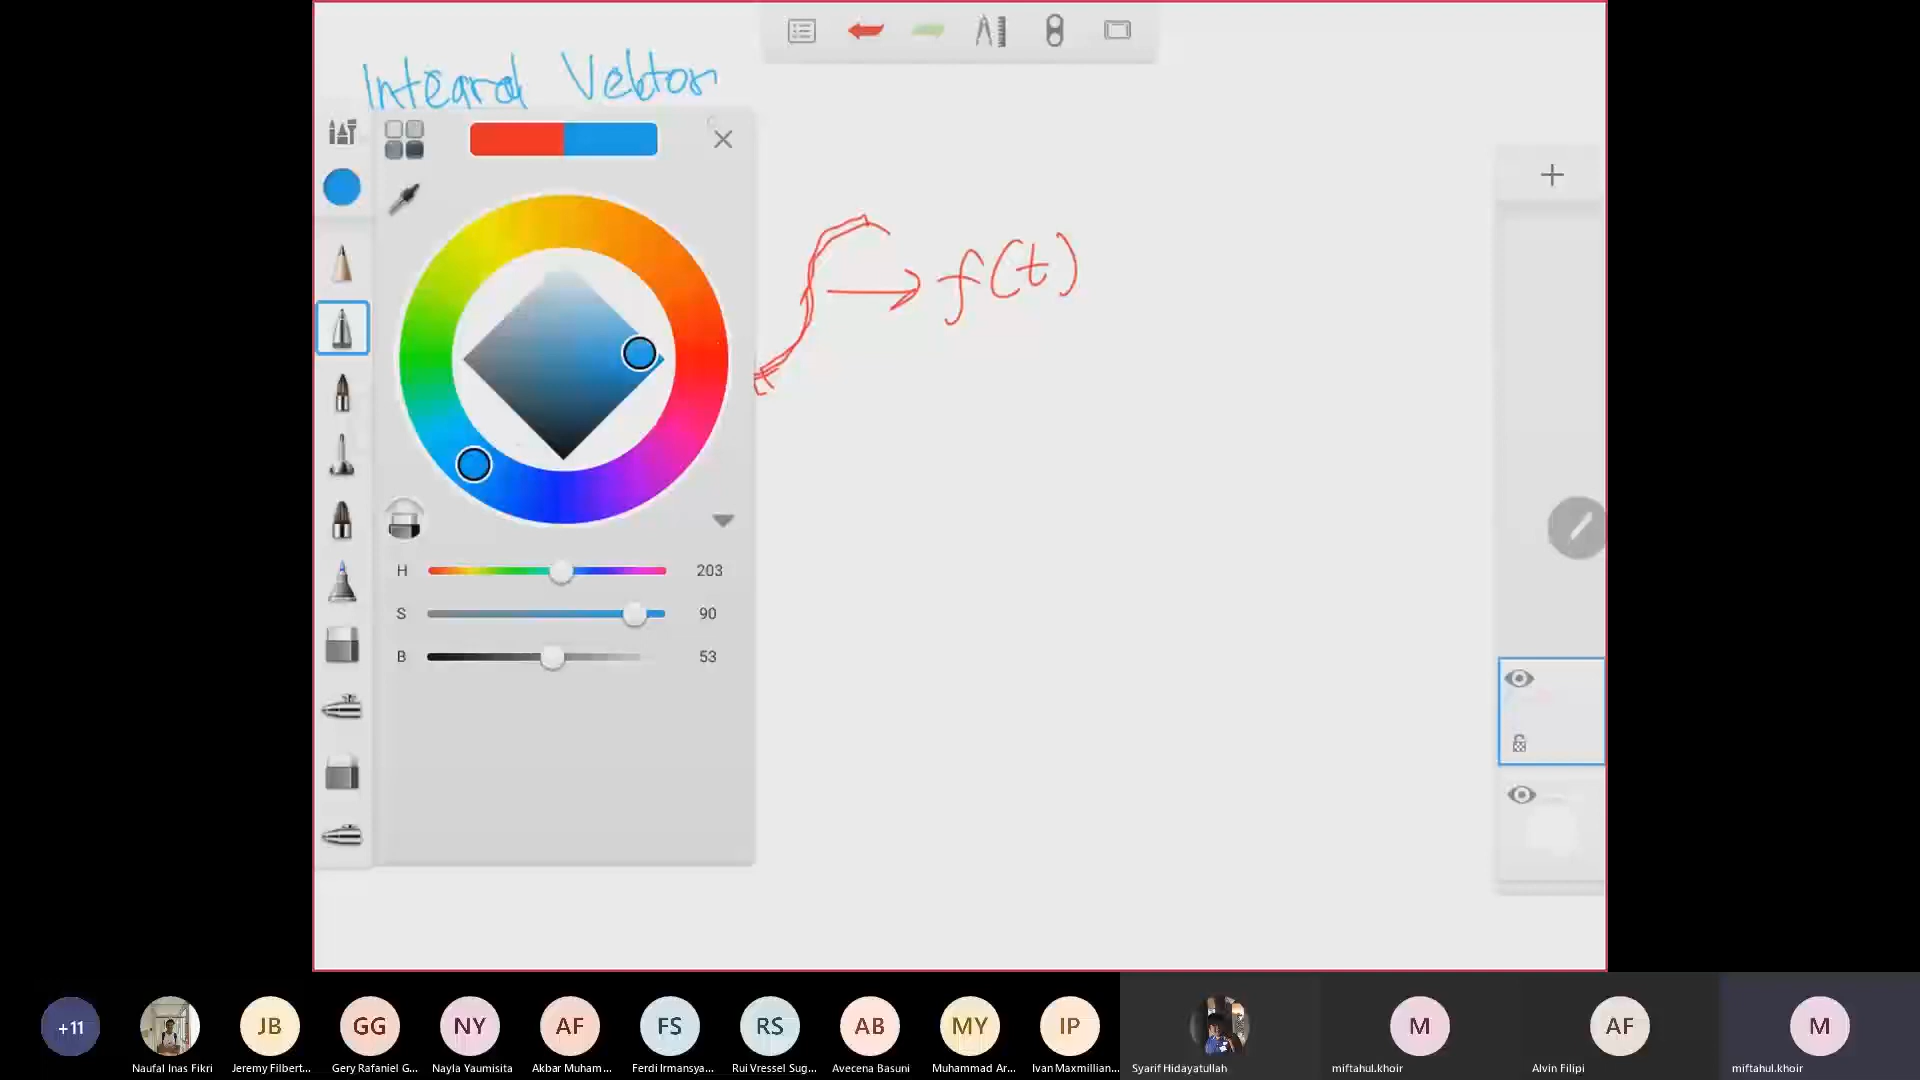 Integral Vektor
f(t)
H 203
S 90
B 53
+11
JB
GG
NY
AF
FS
RS
AB
MY
IP
M
AF
M
Naufal Inas Fikri
Jeremy Filbert...
Gery Rafaniel G...
Nayla Yaumisita
Akbar Muham...
Ferdi Irmansya...
Rui Vressel Sug...
Avecena Basuni
Muhammad Ar...
Ivan Maxmillian...
Syarif Hidayatullah
miftahul.khoir
Alvin Filipi
miftahul.khoir